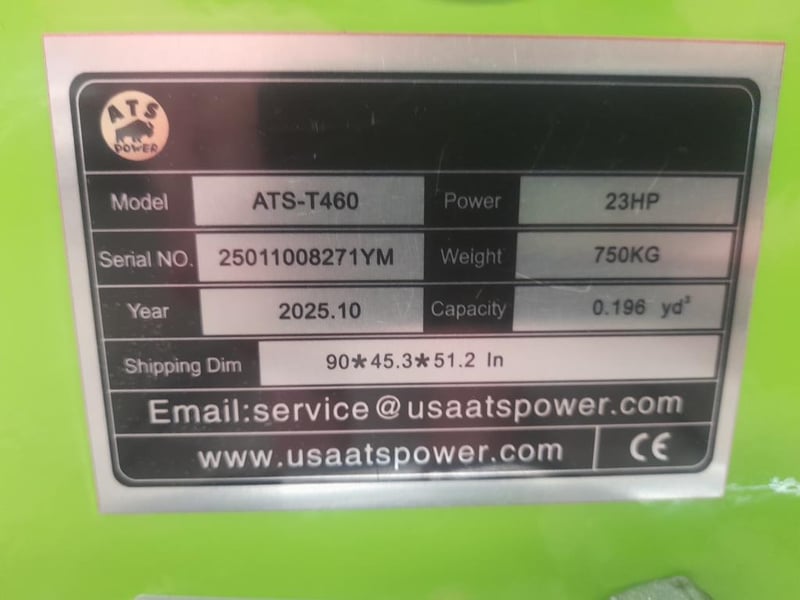 ATS
POWER
Model ATS-T460 Power 23HP
Serial NO. 25011008271YM Weight 750KG
Year 2025.10 Capacity 0.196 yd³
Shipping Dim 90*45.3*51.2 In
Email:service@usaatspower.com
www.usaatspower.com CE